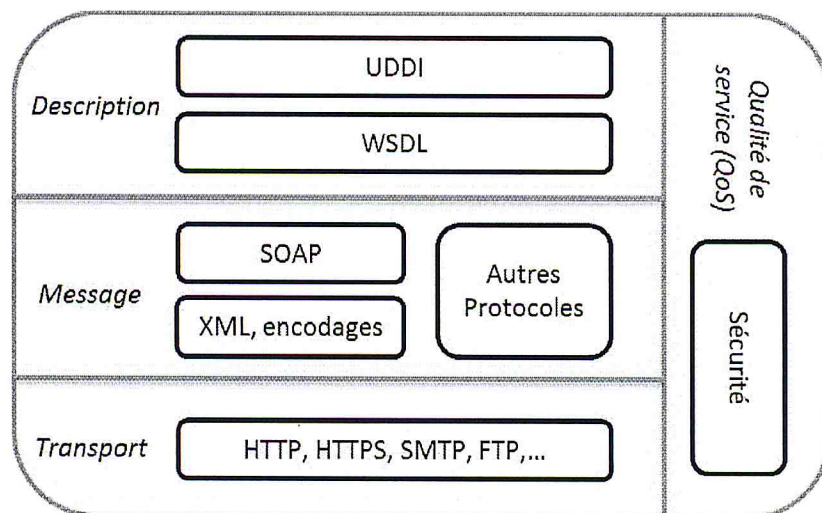 Description
UDDI
WSDL
Message
SOAP
XML, encodages
Autres
Protocoles
Transport
HTTP, HTTPS, SMTP, FTP,...
Qualité de
service (QoS)
Sécurité